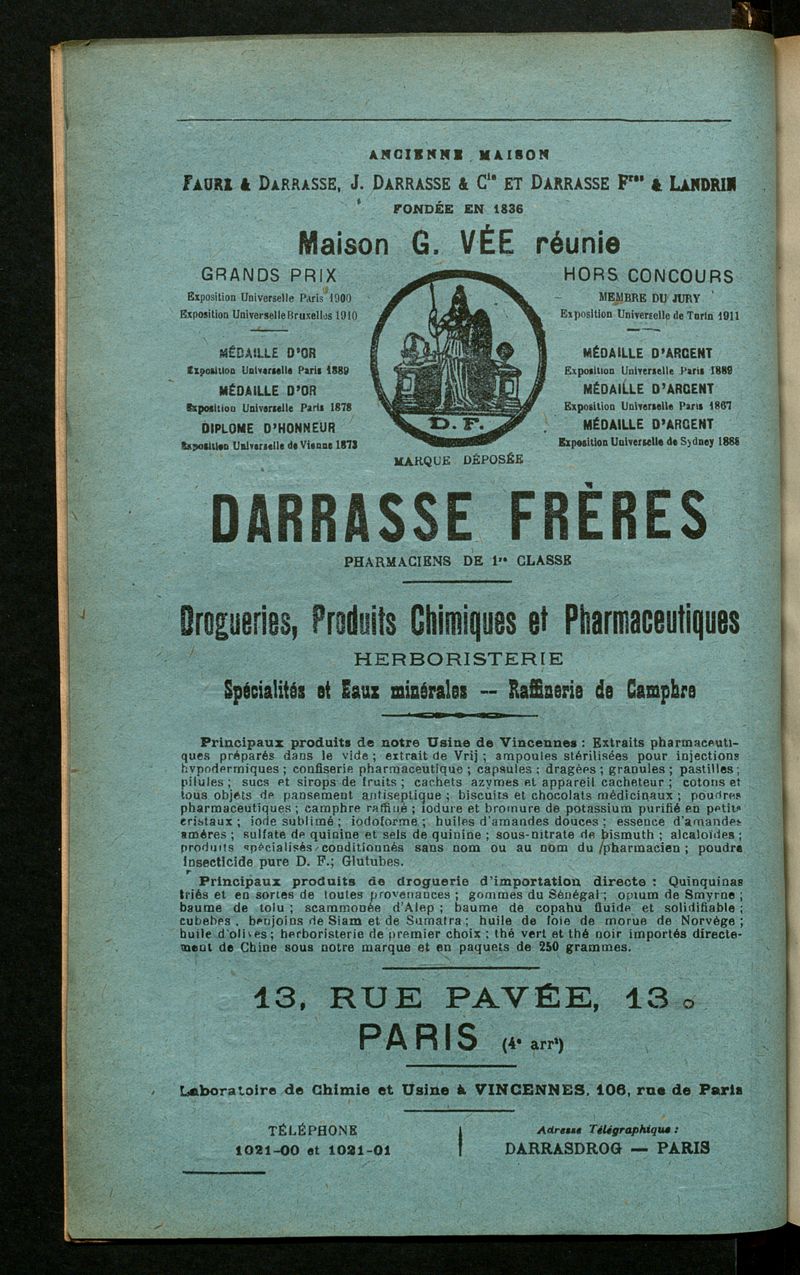 ANCIENNE MAISON
FAURE & DARRASSE, J. DARRASSE & Cie ET DARRASSE Fres & LANDRIN
FONDÉE EN 1836
Maison G. VÉE réunie
GRANDS PRIX
Exposition Universelle Paris 1900
Exposition Universelle Bruxelles 1910
MÉDAILLE D'OR
Exposition Universelle Paris 1889
MÉDAILLE D'OR
Exposition Universelle Paris 1878
DIPLOME D'HONNEUR
Exposition Universelle de Vienne 1873
HORS CONCOURS
MEMBRE DU JURY
Exposition Universelle de Turin 1911
MÉDAILLE D'ARGENT
Exposition Universelle Paris 1889
MÉDAILLE D'ARGENT
Exposition Universelle Paris 1867
MÉDAILLE D'ARGENT
Exposition Universelle de Sydney 1888
D. F.
MARQUE DÉPOSÉE
DARRASSE FRÈRES
PHARMACIENS DE 1re CLASSE
Drogueries, Produits Chimiques et Pharmaceutiques
HERBORISTERIE
Spécialités et Eaux minérales — Raffinerie de Camphre
Principaux produits de notre Usine de Vincennes : Extraits pharmaceuti-
ques préparés dans le vide ; extrait de Vrij ; ampoules stérilisées pour injections
hypodermiques ; confiserie pharmaceutique ; capsules ; dragées ; granules ; pastilles ;
pilules ; sucs et sirops de fruits ; cachets azymes et appareil cacheteur ; cotons et
tous objets de pansement antiseptique ; biscuits et chocolats médicinaux ; poudres
pharmaceutiques ; camphre raffiné ; iodure et bromure de potassium purifié en petits
cristaux ; iode sublimé ; iodoforme ; huiles d'amandes douces ; essence d'amandes
amères ; sulfate de quinine et sels de quinine ; sous-nitrate de bismuth ; alcaloïdes ;
produits spécialisés conditionnés sans nom ou au nom du pharmacien ; poudre
insecticide pure D. F.; Glutubes.
Principaux produits de droguerie d'importation directe : Quinquinas
triés et en sortes de toutes provenances ; gommes du Sénégal ; opium de Smyrne ;
baume de tolu ; scammonée d'Alep ; baume de copahu fluide et solidifiable ;
cubèbes, benjoins de Siam et de Sumatra ; huile de foie de morue de Norvège ;
huile d'olives ; herboristerie de premier choix ; thé vert et thé noir importés directe-
ment de Chine sous notre marque et en paquets de 250 grammes.
13, RUE PAVÉE, 13
PARIS (4e arrt)
Laboratoire de Chimie et Usine à VINCENNES, 106, rue de Paris
TÉLÉPHONE
1021-00 et 1021-01
Adresse Télégraphique :
DARRASDROG — PARIS